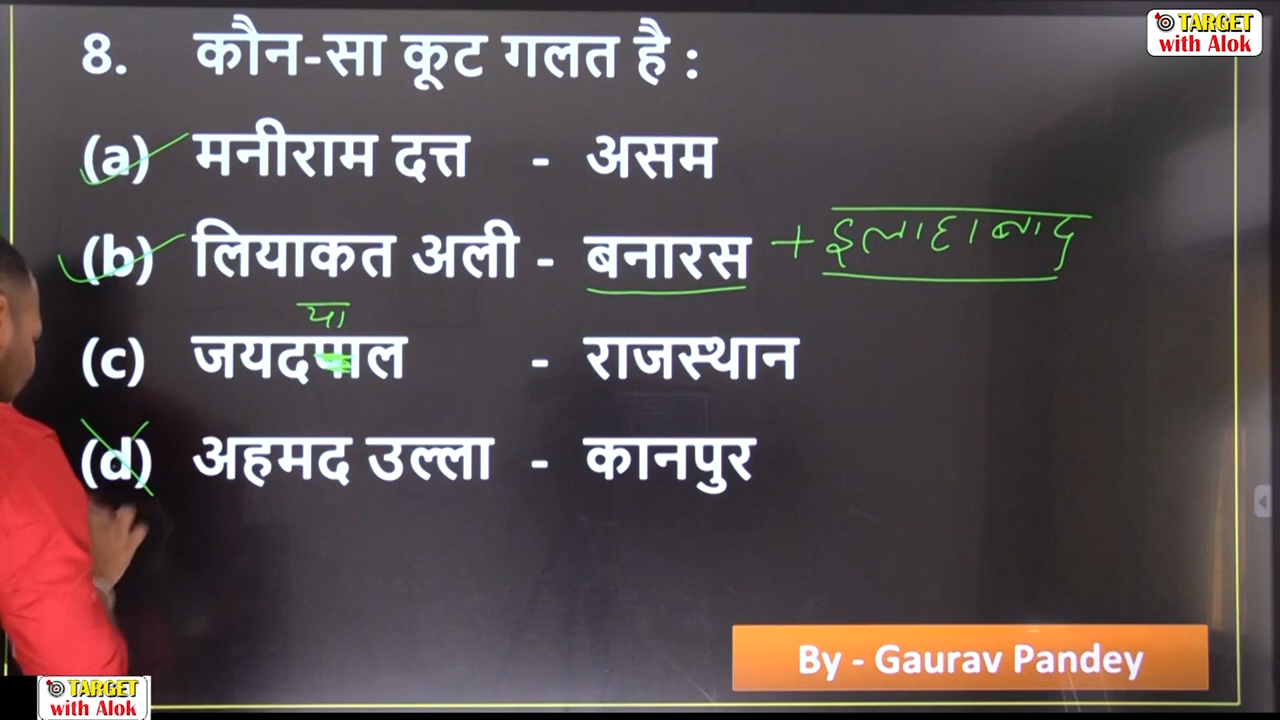 TARGET
with Alok
8. कौन-सा कूट गलत है :
(a) मनीराम दत्त - असम
(b) लियाकत अली - बनारस + इलाहाबाद
या
(c) जयदपाल - राजस्थान
(d) अहमद उल्ला - कानपुर
By - Gaurav Pandey
TARGET
with Alok